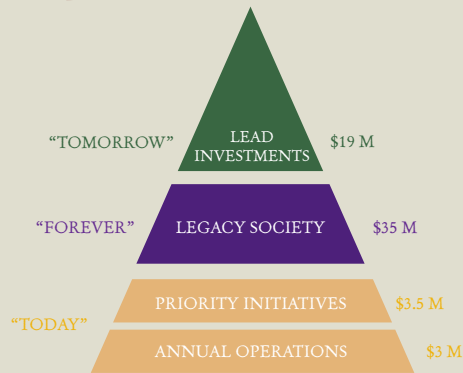 “TOMORROW”
LEAD
INVESTMENTS
$19 M
“FOREVER”
LEGACY SOCIETY
$35 M
“TODAY”
PRIORITY INITIATIVES
$3.5 M
ANNUAL OPERATIONS
$3 M